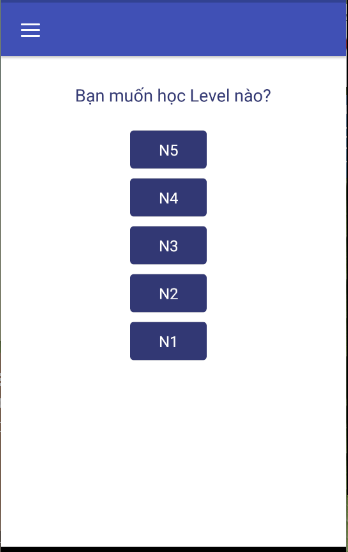 Bạn muốn học Level nào?
N5
N4
N3
N2
N1